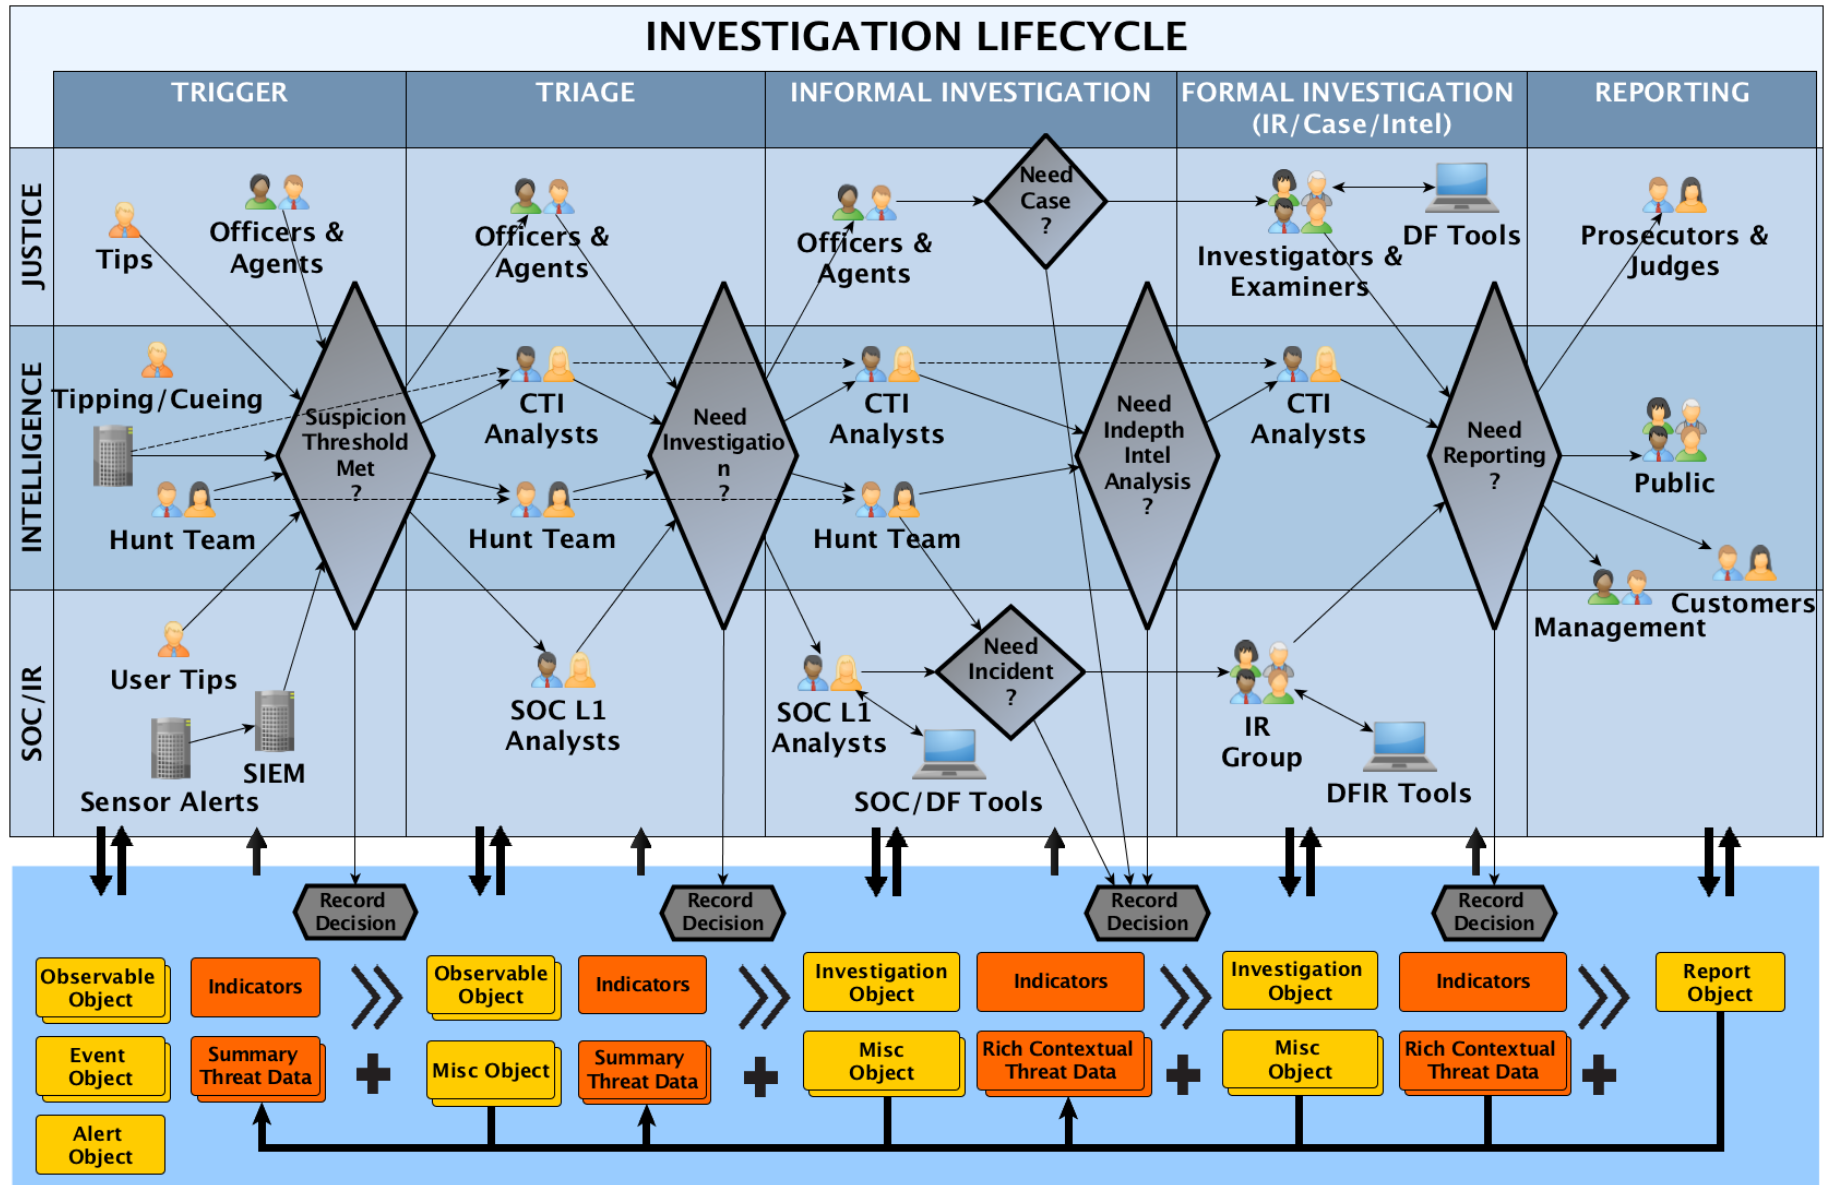 INVESTIGATION LIFECYCLE
TRIGGER
TRIAGE
INFORMAL INVESTIGATION
FORMAL INVESTIGATION
(IR/Case/Intel)
REPORTING
JUSTICE
Tips
Officers &
Agents
Officers &
Agents
Officers &
Agents
Need
Case
?
Investigators &
Examiners
DF Tools
Prosecutors &
Judges
INTELLIGENCE
Tipping/Cueing
Hunt Team
Suspicion
Threshold
Met
?
CTI
Analysts
Hunt Team
Need
Investigatio
n
?
CTI
Analysts
Hunt Team
Need
Indepth
Intel
Analysis
?
CTI
Analysts
Need
Reporting
?
Public
Customers
Management
SOC/IR
User Tips
SIEM
Sensor Alerts
SOC L1
Analysts
SOC L1
Analysts
SOC/DF Tools
Need
Incident
?
IR
Group
DFIR Tools
Record
Decision
Record
Decision
Record
Decision
Record
Decision
Observable
Object
Indicators
Event
Object
Summary
Threat Data
Alert
Object
Observable
Object
Indicators
Misc Object
Summary
Threat Data
Investigation
Object
Indicators
Misc
Object
Rich Contextual
Threat Data
Investigation
Object
Indicators
Misc
Object
Rich Contextual
Threat Data
Report
Object